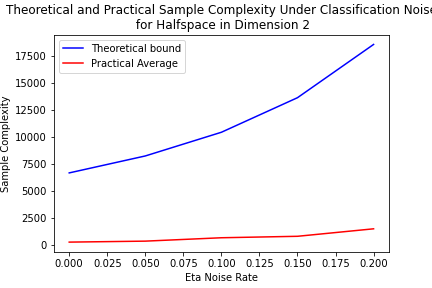 Theoretical and Practical Sample Complexity Under Classification Noise
for Halfspace in Dimension 2
Theoretical bound
Practical Average
17500
15000
12500
10000
7500
5000
2500
0
Sample Complexity
0.000 0.025 0.050 0.075 0.100 0.125 0.150 0.175 0.200
Eta Noise Rate